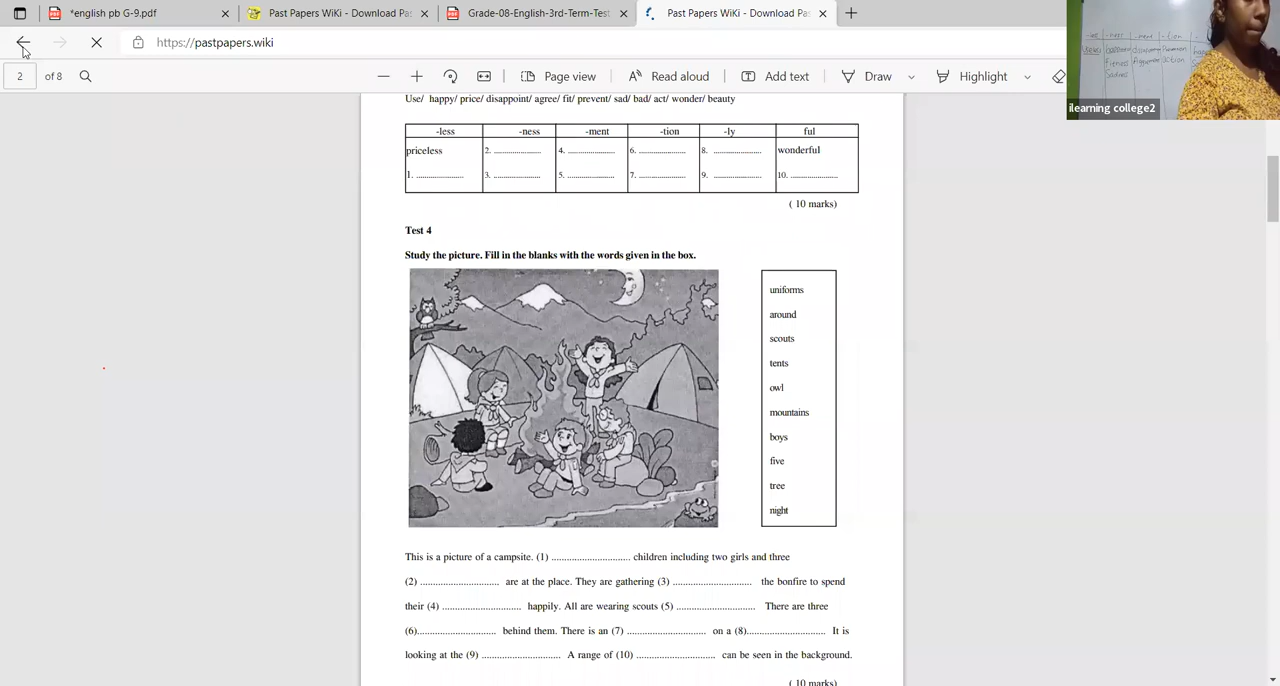 *english pb G-9.pdf
Past Papers WiKi - Download Pa
Grade-08-English-3rd-Term-Test
Past Papers WiKi - Download Pa
https://pastpapers.wiki
2 of 8
Page view
Read aloud
Add text
Draw
Highlight
ilearning college2
Use/ happy/ price/ disappoint/ agree/ fit/ prevent/ sad/ bad/ act/ wonder/ beauty
-less -ness -ment -tion -ly ful
priceless 2. ...................... 4. ...................... 6. ...................... 8. ...................... wonderful
1. ...................... 3. ...................... 5. ...................... 7. ...................... 9. ...................... 10. ......................
( 10 marks)
Test 4
Study the picture. Fill in the blanks with the words given in the box.
uniforms
around
scouts
tents
owl
mountains
boys
five
tree
night
This is a picture of a campsite. (1) ............................. children including two girls and three
(2) ............................. are at the place. They are gathering (3) ............................. the bonfire to spend
their (4) ............................. happily. All are wearing scouts (5) ............................. There are three
(6)............................. behind them. There is an (7) ............................. on a (8)............................. It is
looking at the (9) ............................. A range of (10) ............................. can be seen in the background.
( 10 marks)